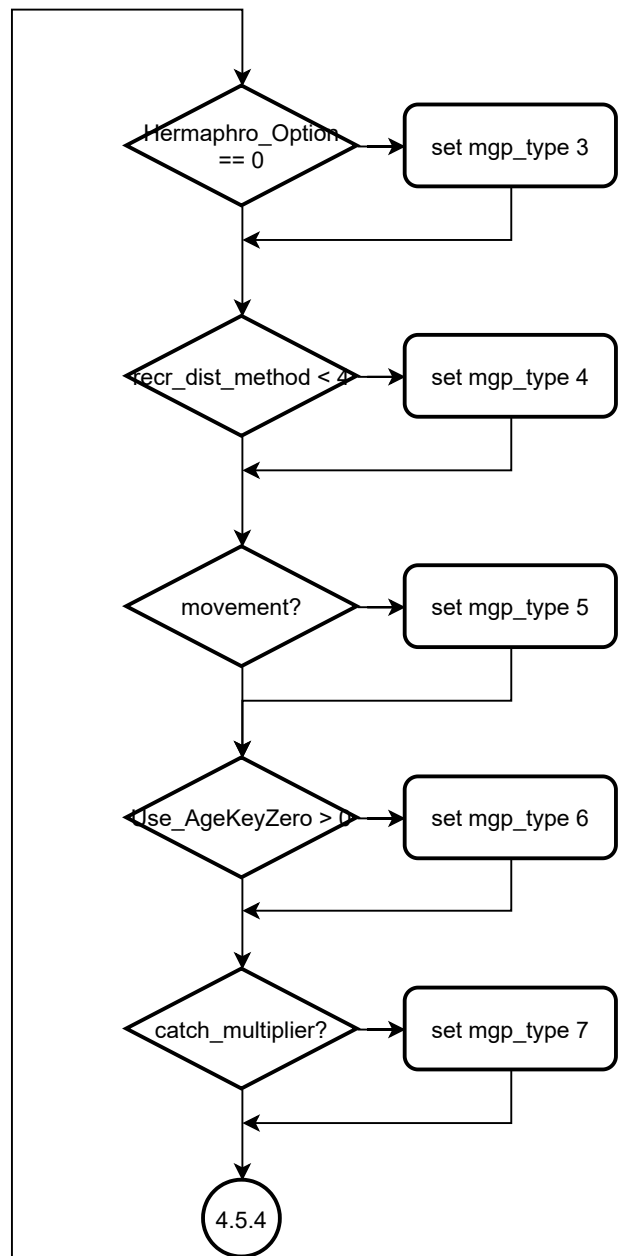 Hermaphro_Option
== 0
set mgp_type 3
recr_dist_method < 4
set mgp_type 4
movement?
set mgp_type 5
Use_AgeKeyZero > 0
set mgp_type 6
catch_multiplier?
set mgp_type 7
4.5.4